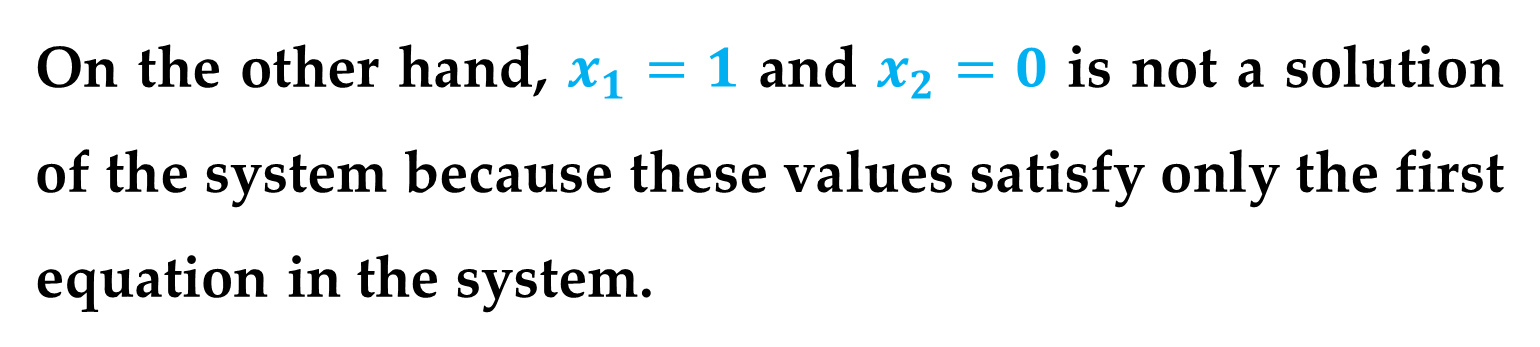 On the other hand, x₁ = 1 and x₂ = 0 is not a solution
of the system because these values satisfy only the first
equation in the system.